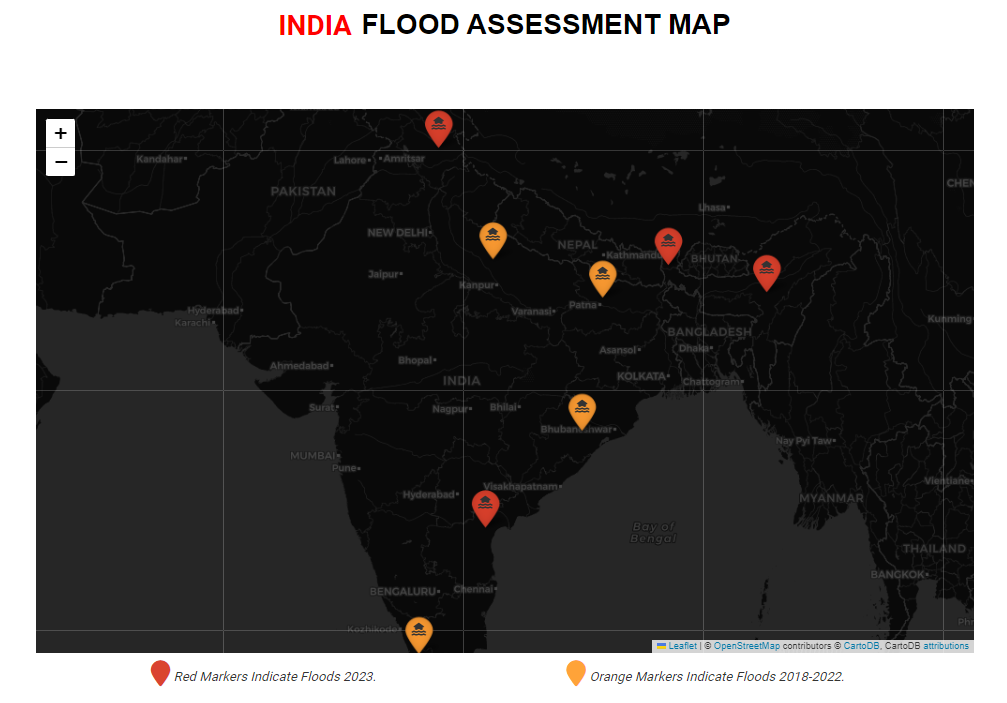 INDIA FLOOD ASSESSMENT MAP
+
−
Kandahar
Lahore
Amritsar
PAKISTAN
CHEN
Lhasa
NEW DELHI
NEPAL
Kathmandu
BHUTAN
Jaipur
Kanpur
Patna
Varanasi
Hyderabad
Karachi
Kunming
BANGLADESH
Dhaka
Asansol
Bhopal
Ahmedabad
KOLKATA
INDIA
Chattogram
Surat
Nagpur
Bhilai
Bhubaneswar
Nay Pyi Taw
MUMBAI
Pune
Visakhapatnam
Vientiane
Hyderabad
MYANMAR
Bay of
Bengal
THAILAND
BANGKOK
BENGALURU
Chennai
Kozhikode
Phn
Leaflet | © OpenStreetMap contributors © CartoDB, CartoDB attributions
Red Markers Indicate Floods 2023.
Orange Markers Indicate Floods 2018-2022.